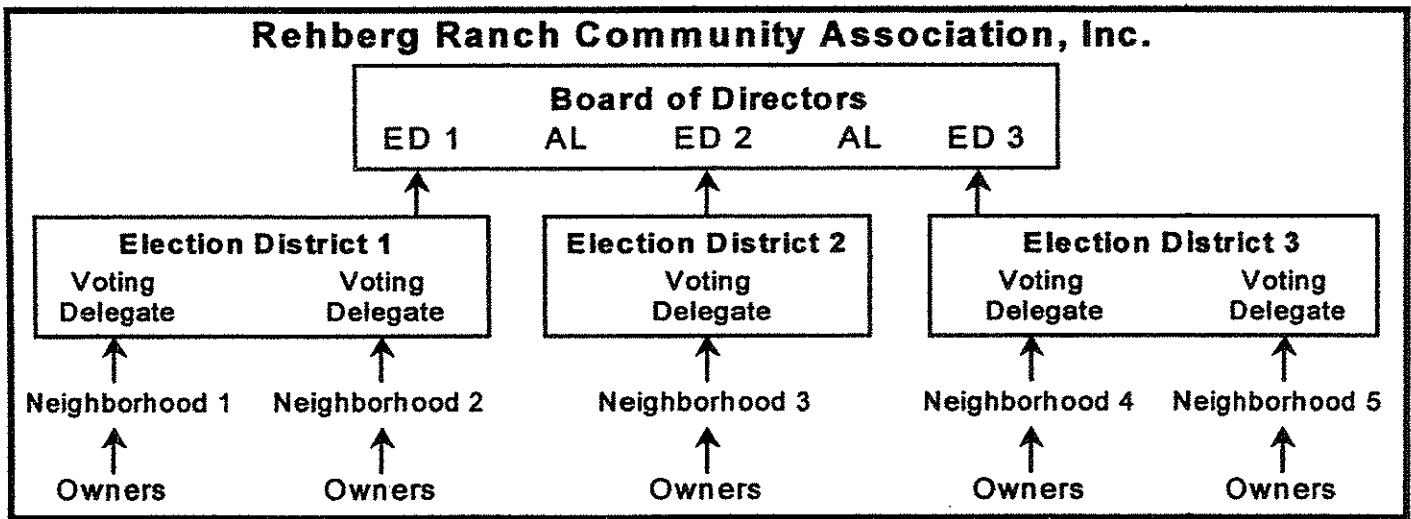 Rehberg Ranch Community Association, Inc.
Board of Directors
ED 1 AL ED 2 AL ED 3
Election District 1 Election District 2 Election District 3
Voting Voting Voting Voting Voting
Delegate Delegate Delegate Delegate Delegate
Neighborhood 1 Neighborhood 2 Neighborhood 3 Neighborhood 4 Neighborhood 5
Owners Owners Owners Owners Owners